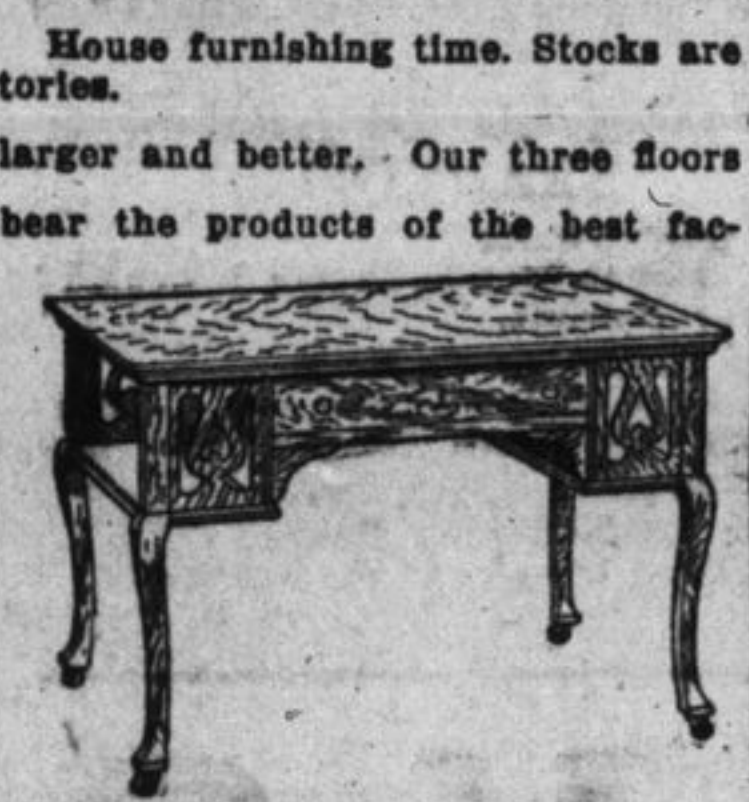 House furnishing time. Stocks are
tories.
larger and better. Our three floors
bear the products of the best fac-